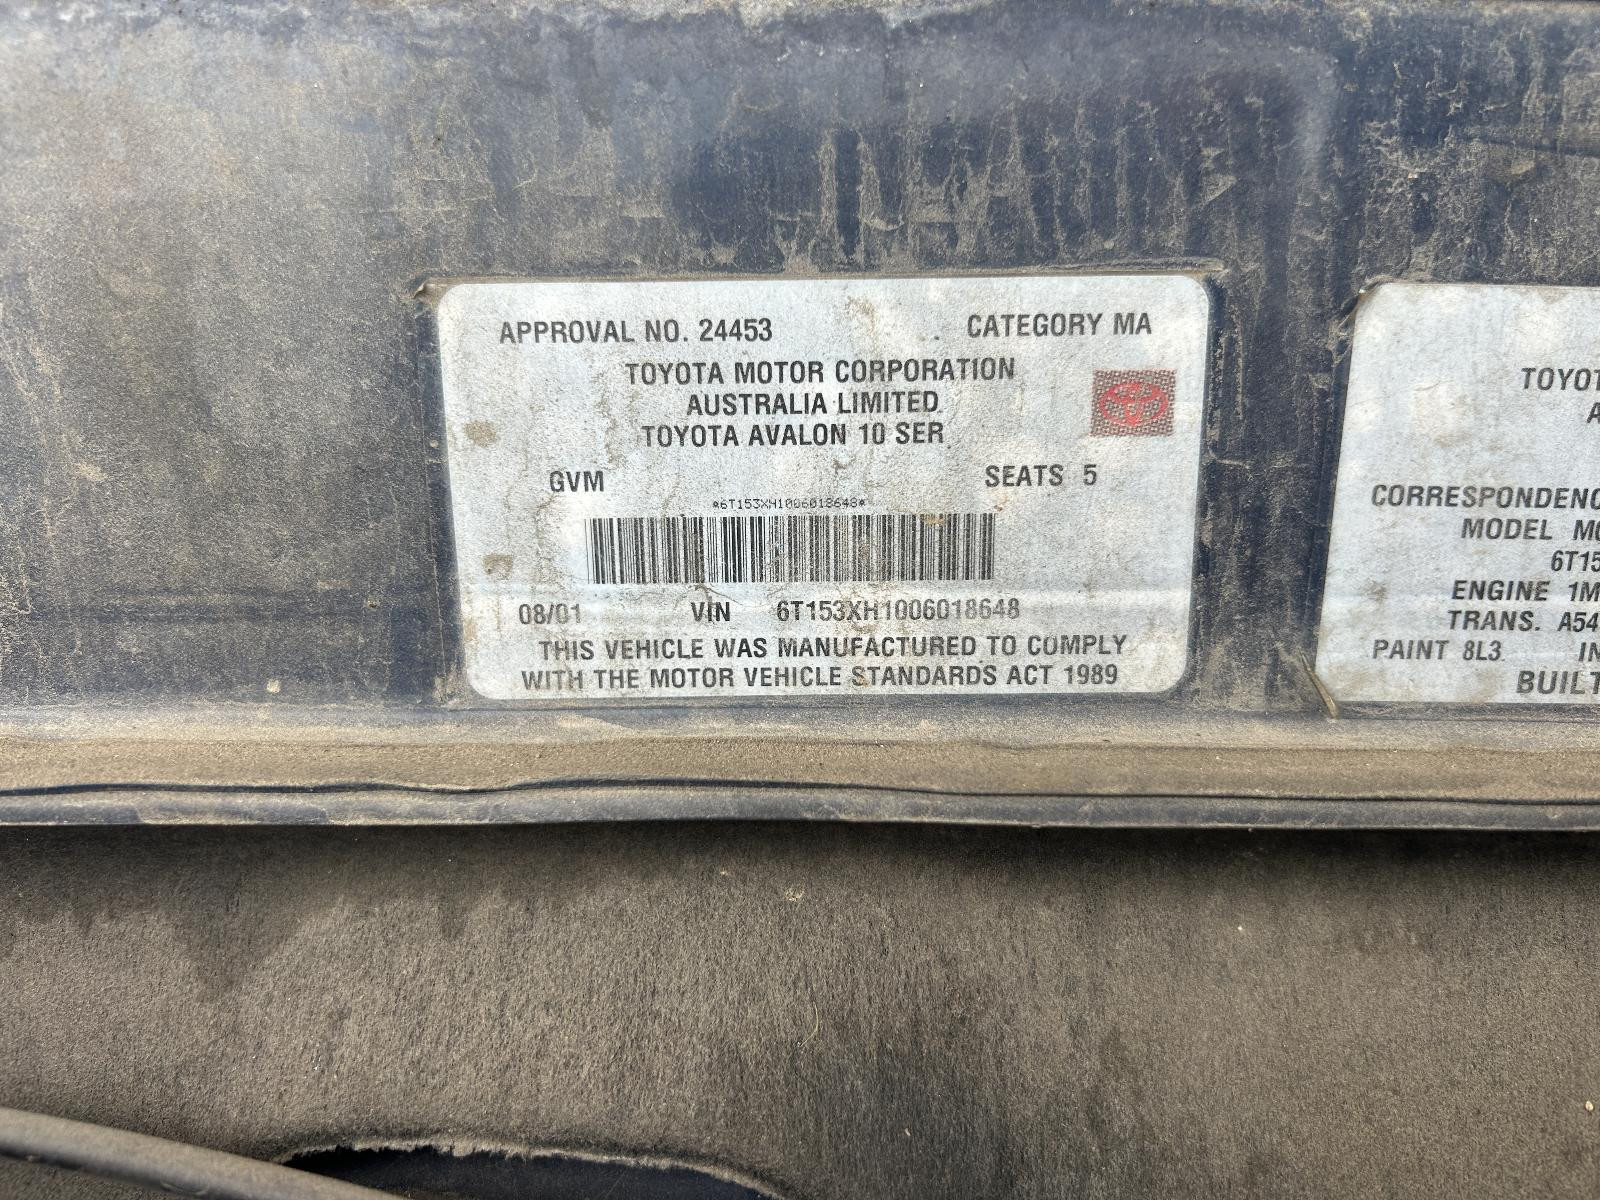 APPROVAL NO. 24453 CATEGORY MA
TOYOTA MOTOR CORPORATION
AUSTRALIA LIMITED
TOYOTA AVALON 10 SER
GVM SEATS 5
*6T153XH1006018648*
08/01 VIN 6T153XH1006018648
THIS VEHICLE WAS MANUFACTURED TO COMPLY
WITH THE MOTOR VEHICLE STANDARDS ACT 1989
TOYOT
A
CORRESPONDENC
MODEL MC
6T15
ENGINE 1M
TRANS. A54
PAINT 8L3 IN
BUILT